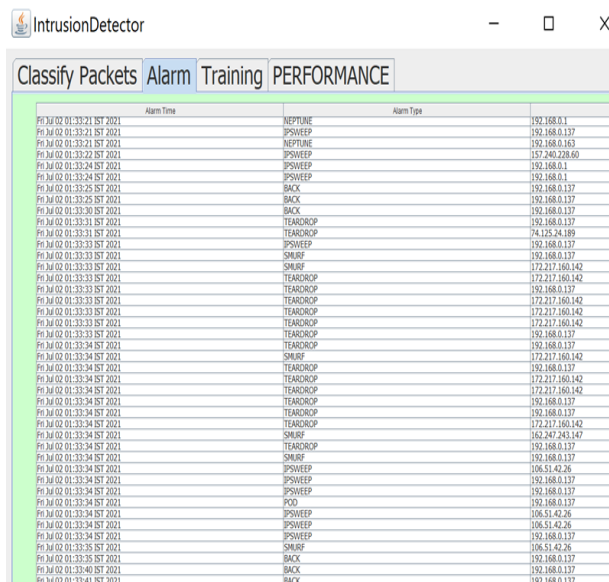 IntrusionDetector
Classify Packets Alarm Training PERFORMANCE
Alarm Time Alarm Type
Fri Jul 02 01:33:21 IST 2021 NEPTUNE 192.168.0.1
Fri Jul 02 01:33:21 IST 2021 IPSWEEP 192.168.0.137
Fri Jul 02 01:33:21 IST 2021 NEPTUNE 192.168.0.163
Fri Jul 02 01:33:22 IST 2021 IPSWEEP 157.240.228.60
Fri Jul 02 01:33:24 IST 2021 IPSWEEP 192.168.0.1
Fri Jul 02 01:33:24 IST 2021 IPSWEEP 192.168.0.1
Fri Jul 02 01:33:25 IST 2021 BACK 192.168.0.137
Fri Jul 02 01:33:25 IST 2021 BACK 192.168.0.137
Fri Jul 02 01:33:30 IST 2021 BACK 192.168.0.137
Fri Jul 02 01:33:31 IST 2021 TEARDROP 192.168.0.137
Fri Jul 02 01:33:31 IST 2021 TEARDROP 74.125.24.189
Fri Jul 02 01:33:33 IST 2021 IPSWEEP 192.168.0.137
Fri Jul 02 01:33:33 IST 2021 SMURF 192.168.0.137
Fri Jul 02 01:33:33 IST 2021 SMURF 172.217.160.142
Fri Jul 02 01:33:33 IST 2021 TEARDROP 172.217.160.142
Fri Jul 02 01:33:33 IST 2021 TEARDROP 192.168.0.137
Fri Jul 02 01:33:33 IST 2021 TEARDROP 172.217.160.142
Fri Jul 02 01:33:33 IST 2021 TEARDROP 172.217.160.142
Fri Jul 02 01:33:33 IST 2021 TEARDROP 172.217.160.142
Fri Jul 02 01:33:33 IST 2021 TEARDROP 192.168.0.137
Fri Jul 02 01:33:34 IST 2021 TEARDROP 192.168.0.137
Fri Jul 02 01:33:34 IST 2021 SMURF 172.217.160.142
Fri Jul 02 01:33:34 IST 2021 TEARDROP 192.168.0.137
Fri Jul 02 01:33:34 IST 2021 TEARDROP 172.217.160.142
Fri Jul 02 01:33:34 IST 2021 TEARDROP 172.217.160.142
Fri Jul 02 01:33:34 IST 2021 TEARDROP 192.168.0.137
Fri Jul 02 01:33:34 IST 2021 TEARDROP 192.168.0.137
Fri Jul 02 01:33:34 IST 2021 TEARDROP 172.217.160.142
Fri Jul 02 01:33:34 IST 2021 SMURF 162.247.243.147
Fri Jul 02 01:33:34 IST 2021 TEARDROP 192.168.0.137
Fri Jul 02 01:33:34 IST 2021 SMURF 192.168.0.137
Fri Jul 02 01:33:34 IST 2021 IPSWEEP 106.51.42.26
Fri Jul 02 01:33:34 IST 2021 IPSWEEP 192.168.0.137
Fri Jul 02 01:33:34 IST 2021 IPSWEEP 192.168.0.137
Fri Jul 02 01:33:34 IST 2021 POD 192.168.0.137
Fri Jul 02 01:33:34 IST 2021 IPSWEEP 106.51.42.26
Fri Jul 02 01:33:34 IST 2021 IPSWEEP 106.51.42.26
Fri Jul 02 01:33:34 IST 2021 IPSWEEP 192.168.0.137
Fri Jul 02 01:33:35 IST 2021 SMURF 106.51.42.26
Fri Jul 02 01:33:35 IST 2021 BACK 192.168.0.137
Fri Jul 02 01:33:40 IST 2021 BACK 192.168.0.137
Fri Jul 02 01:33:41 IST 2021 BACK 192.168.0.137